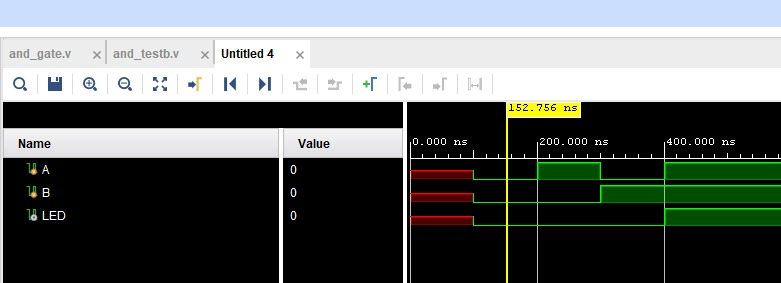 and_gate.v and_testb.v Untitled 4
152.756 ns
Name Value
0.000 ns 200.000 ns 400.000 ns
A 0
B 0
LED 0